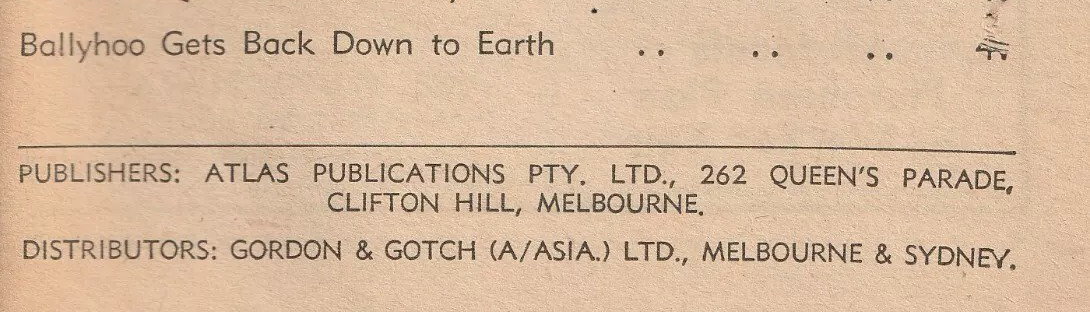 Ballyhoo Gets Back Down to Earth .. .. ..
PUBLISHERS: ATLAS PUBLICATIONS PTY. LTD., 262 QUEEN'S PARADE,
CLIFTON HILL, MELBOURNE.
DISTRIBUTORS: GORDON & GOTCH (A/ASIA.) LTD., MELBOURNE & SYDNEY.